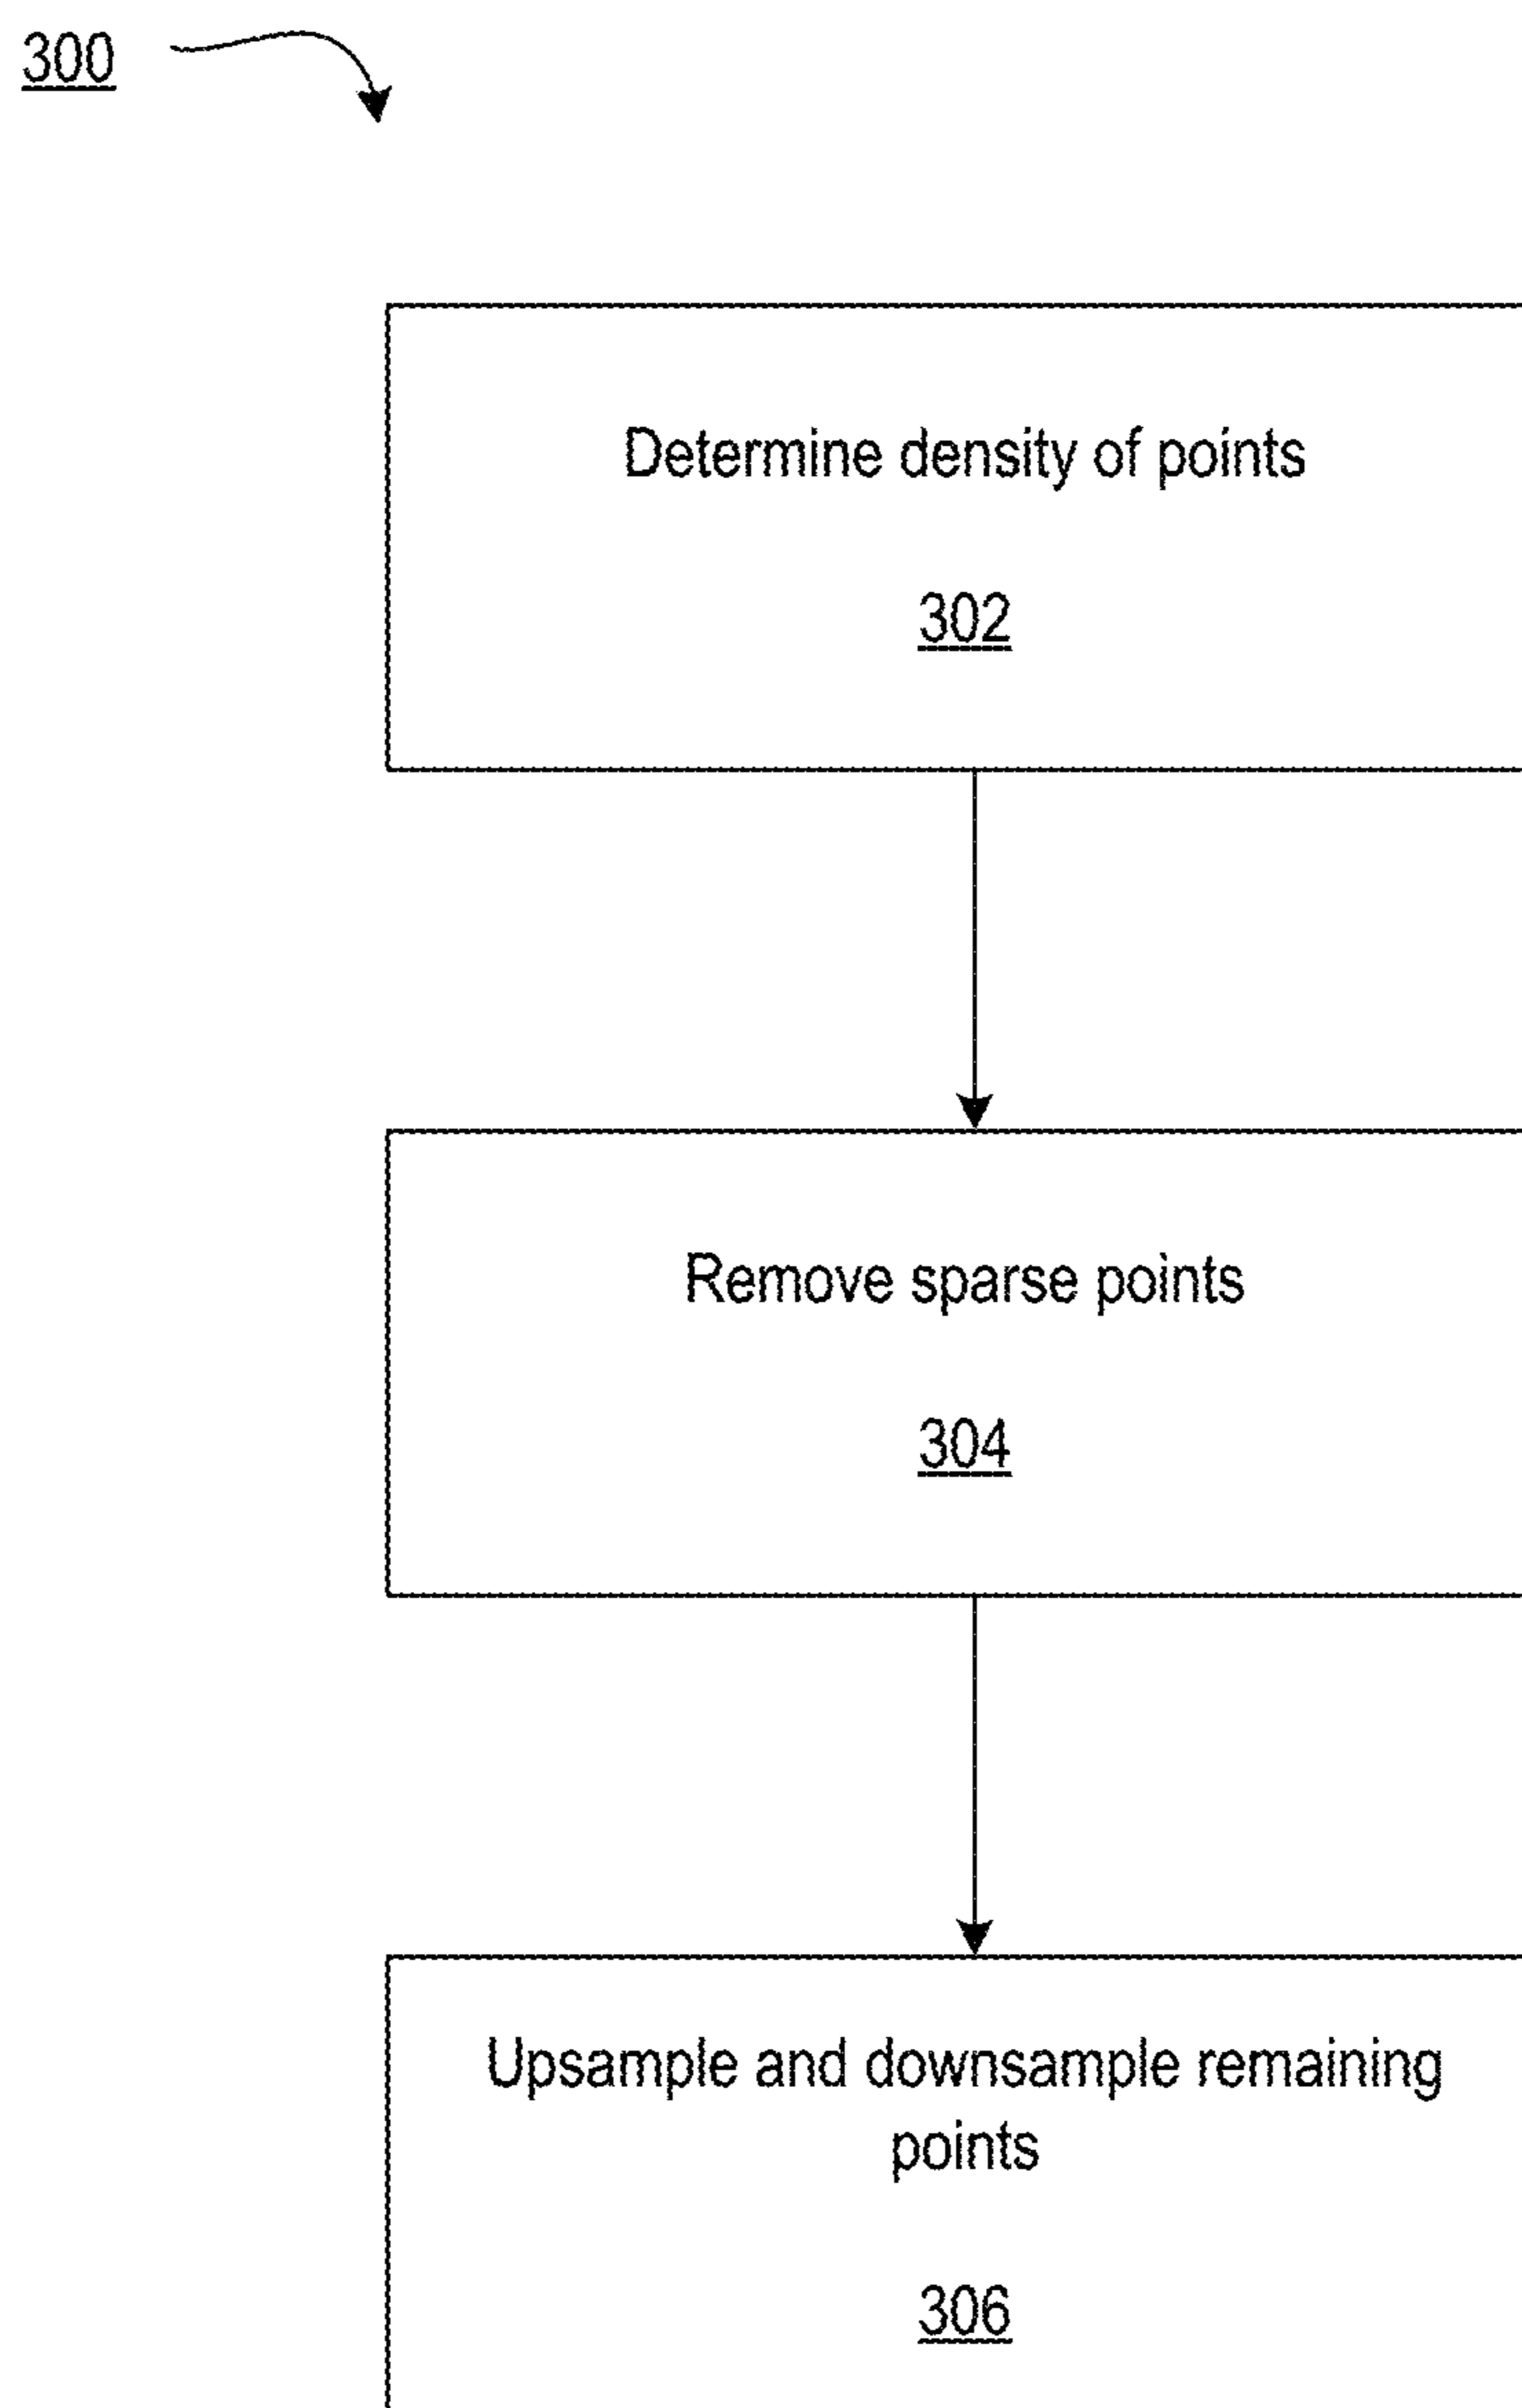 300
Determine density of points
302
Remove sparse points
304
Upsample and downsample remaining
points
306